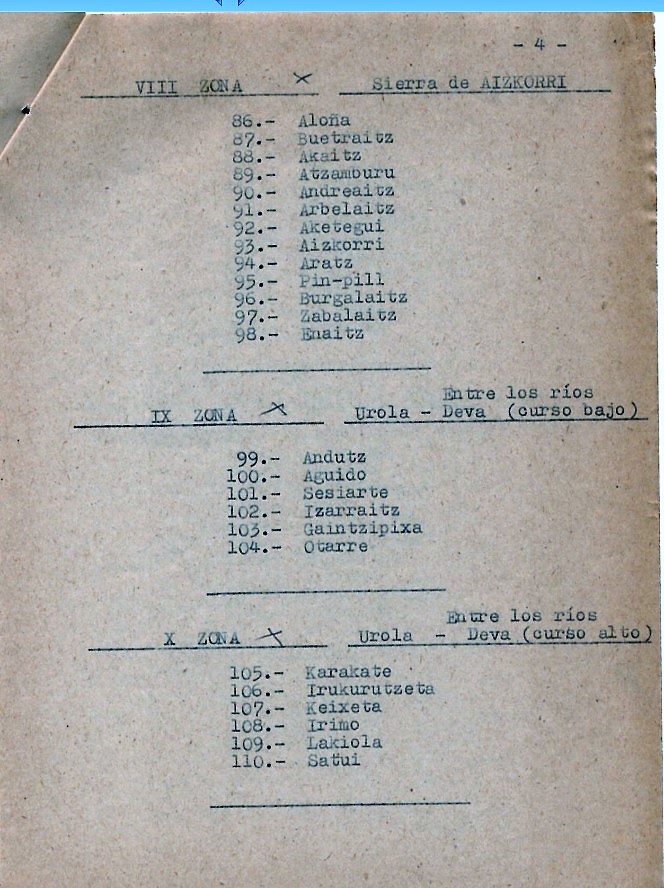 - 4 -
VIII ZONA Sierra de AIZKORRI
86.- Aloña
87.- Buetraitz
88.- Akaitz
89.- Atzamburu
90.- Andreaitz
91.- Arbelaitz
92.- Aketegui
93.- Aizkorri
94.- Aratz
95.- Pin-pill
96.- Burgalaitz
97.- Zabalaitz
98.- Enaitz
Entre los ríos
IX ZONA Urola - Deva (curso bajo)
99.- Andutz
100.- Aguido
101.- Sesiarte
102.- Izarraitz
103.- Gaintzipixa
104.- Otarre
Entre los ríos
X ZONA Urola - Deva (curso alto)
105.- Karakate
106.- Irukurutzeta
107.- Keixeta
108.- Irimo
109.- Lakiola
110.- Satui